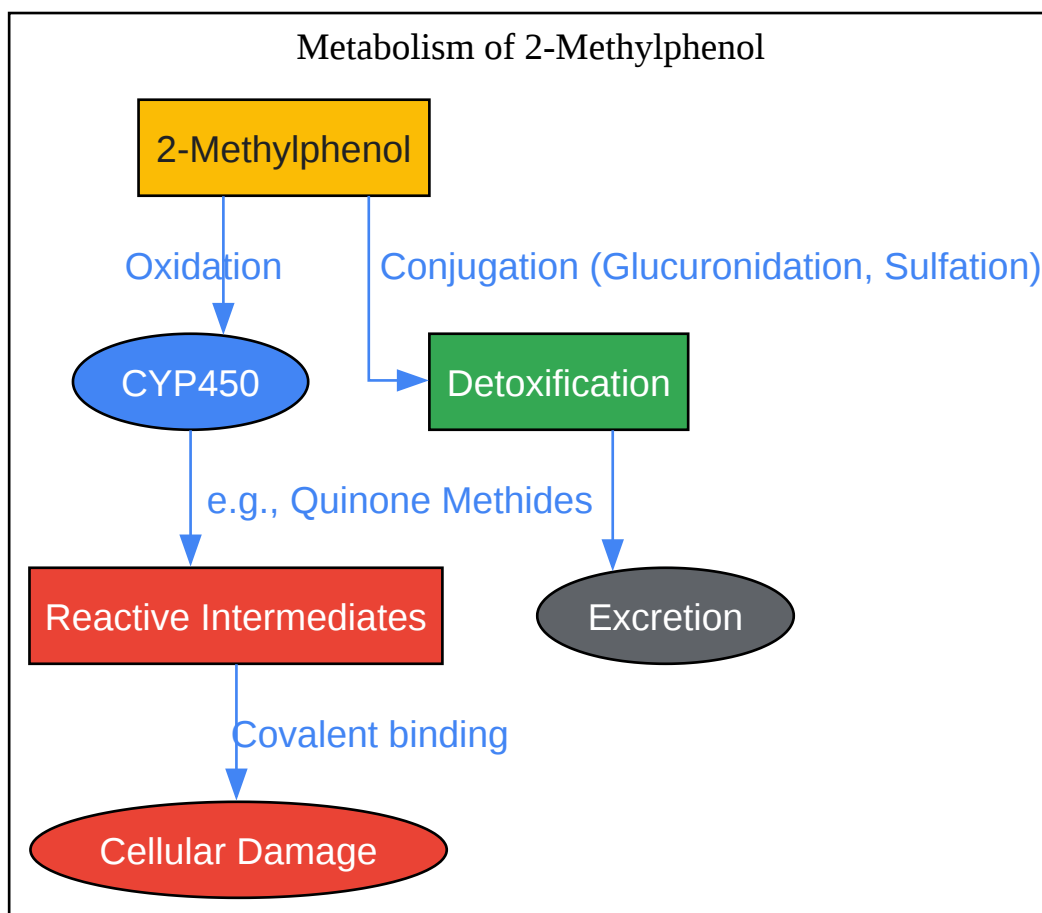 Metabolism of 2-Methylphenol
2-Methylphenol
Oxidation
Conjugation (Glucuronidation, Sulfation)
CYP450
Detoxification
e.g., Quinone Methides
Reactive Intermediates
Excretion
Covalent binding
Cellular Damage